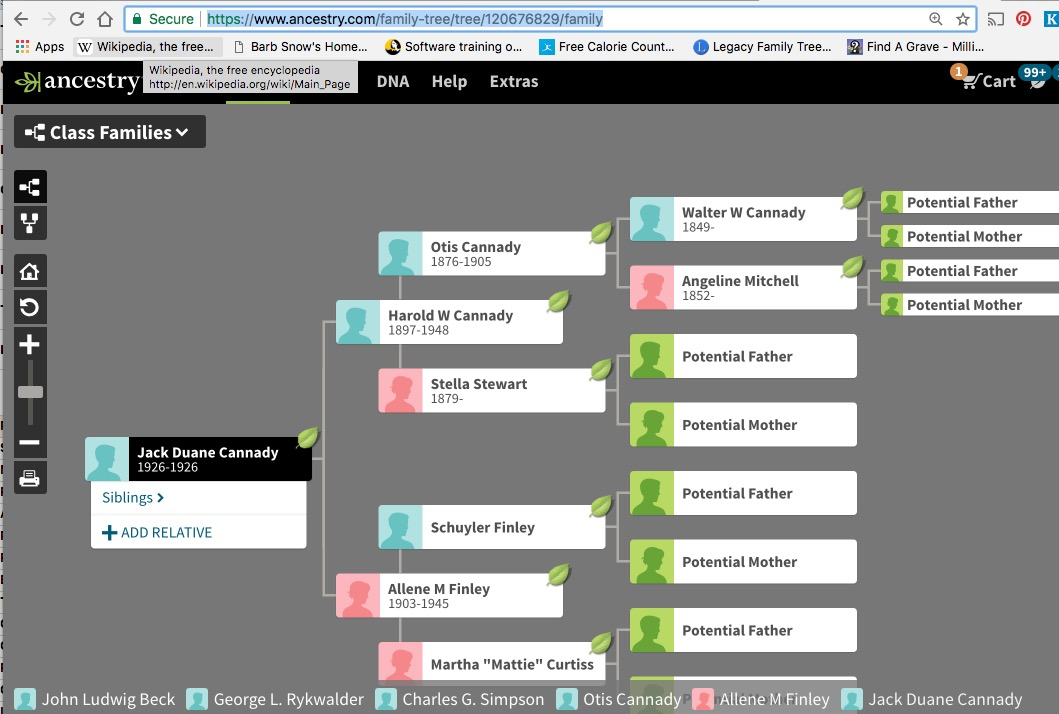 Secure https://www.ancestry.com/family-tree/tree/120676829/family
Apps Wikipedia, the free... Barb Snow's Home... Software training o... Free Calorie Count... Legacy Family Tree... Find A Grave - Milli...
ancestry DNA Help Extras 1 Cart 99+
Wikipedia, the free encyclopedia
http://en.wikipedia.org/wiki/Main_Page
Class Families
Walter W Cannady
1849-
Potential Father
Potential Mother
Otis Cannady
1876-1905
Angeline Mitchell
1852-
Potential Father
Potential Mother
Harold W Cannady
1897-1948
Potential Father
Stella Stewart
1879-
Potential Mother
Jack Duane Cannady
1926-1926
Siblings
ADD RELATIVE
Potential Father
Schuyler Finley
Potential Mother
Allene M Finley
1903-1945
Potential Father
Martha "Mattie" Curtiss
John Ludwig Beck George L. Rykwalder Charles G. Simpson Otis Cannady Allene M Finley Jack Duane Cannady